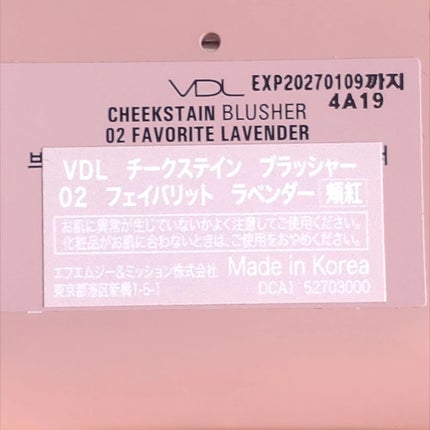 VDL EXP20270109까지
4A19
CHEEKSTAIN BLUSHER
02 FAVORITE LAVENDER
VDL チークステイン ブラッシャー
02 フェイバリット ラベンダー 頬紅
お肌に異常が生じていないかよく注意してご使用ください。
化粧品がお肌に合わないときは、ご使用をおやめください。
エフエムジー&ミッション株式会社 Made in Korea
東京都港区新橋1-5-1 DCA1 52703000